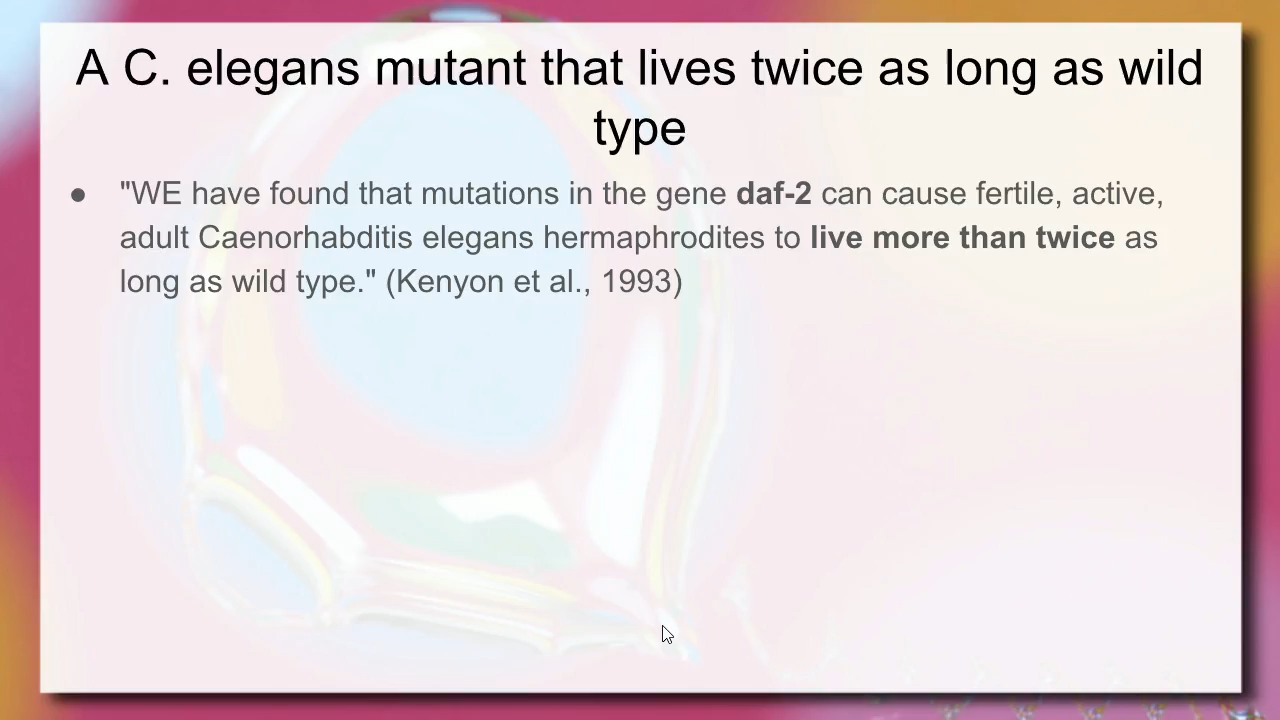 A C. elegans mutant that lives twice as long as wild
type
● "WE have found that mutations in the gene daf-2 can cause fertile, active,
adult Caenorhabditis elegans hermaphrodites to live more than twice as
long as wild type." (Kenyon et al., 1993)